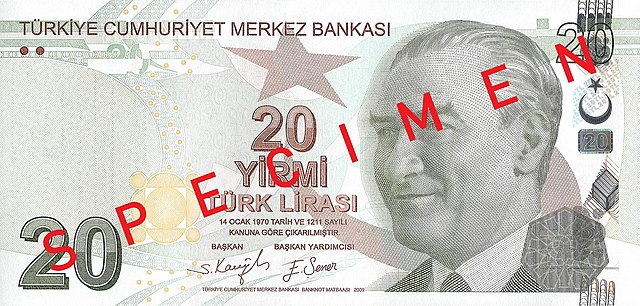 TÜRKİYE CUMHURİYET MERKEZ BANKASI
20
20
YİRMİ
TÜRK LİRASI
14 OCAK 1970 TARİH VE 1211 SAYILI
KANUNA GÖRE ÇIKARILMIŞTIR.
BAŞKAN BAŞKAN YARDIMCISI
20
20
TÜRKİYE CUMHURİYET MERKEZ BANKASI BANKNOT MATBAASI 2009
SPECIMEN